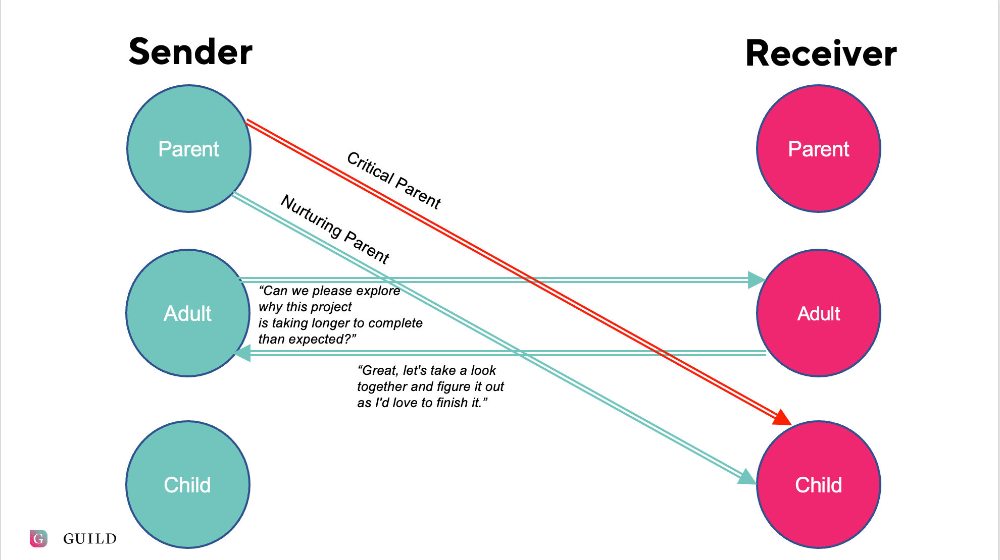 Sender
Receiver
Parent
Parent
Critical Parent
Nurturing Parent
“Can we please explore
why this project
is taking longer to complete
than expected?”
Adult
Adult
“Great, let's take a look
together and figure it out
as I'd love to finish it.”
Child
Child
G
GUILD